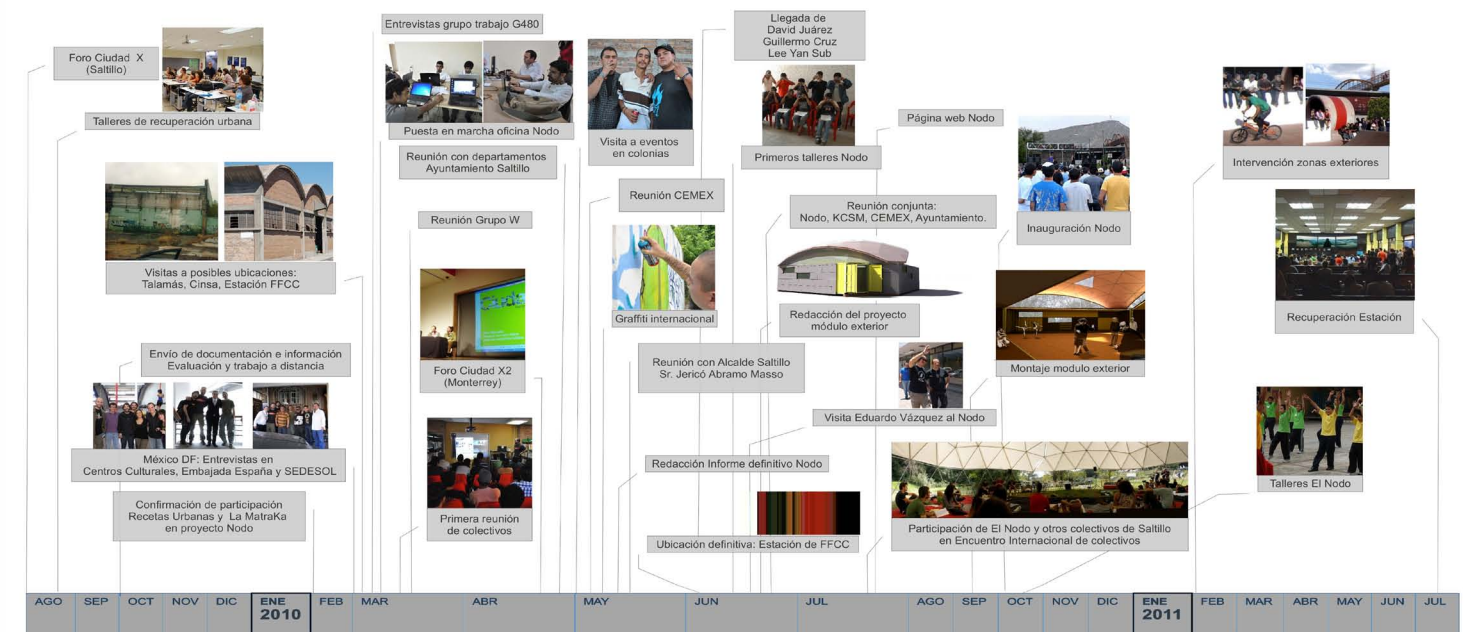 Foro Ciudad X
(Saltillo)
Talleres de recuperación urbana
Visitas a posibles ubicaciones:
Talamás, Cinsa, Estación FFCC
Envío de documentación e información
Evaluación y trabajo a distancia
México DF: Entrevistas en
Centros Culturales, Embajada España y SEDESOL
Confirmación de participación
Recetas Urbanas y La MatraKa
en proyecto Nodo
Entrevistas grupo trabajo G480
Puesta en marcha oficina Nodo
Reunión con departamentos
Ayuntamiento Saltillo
Reunión Grupo W
Foro Ciudad X2
(Monterrey)
Primera reunión
de colectivos
Visita a eventos
en colonias
Reunión CEMEX
Graffiti internacional
Reunión con Alcalde Saltillo
Sr. Jericó Abramo Masso
Redacción Informe definitivo Nodo
Ubicación definitiva: Estación de FFCC
Llegada de
David Juárez
Guillermo Cruz
Lee Yan Sub
Primeros talleres Nodo
Página web Nodo
Reunión conjunta:
Nodo, KCSM, CEMEX, Ayuntamiento.
Redacción del proyecto
módulo exterior
Visita Eduardo Vázquez al Nodo
Participación de El Nodo y otros colectivos de Saltillo
en Encuentro Internacional de colectivos
Inauguración Nodo
Montaje modulo exterior
Intervención zonas exteriores
Recuperación Estación
Talleres El Nodo
AGO SEP OCT NOV DIC ENE 2010 FEB MAR ABR MAY JUN JUL AGO SEP OCT NOV DIC ENE 2011 FEB MAR ABR MAY JUN JUL